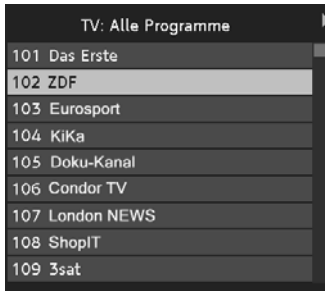 TV: Alle Programme
101 Das Erste
102 ZDF
103 Eurosport
104 KiKa
105 Doku-Kanal
106 Condor TV
107 London NEWS
108 ShopIT
109 3sat